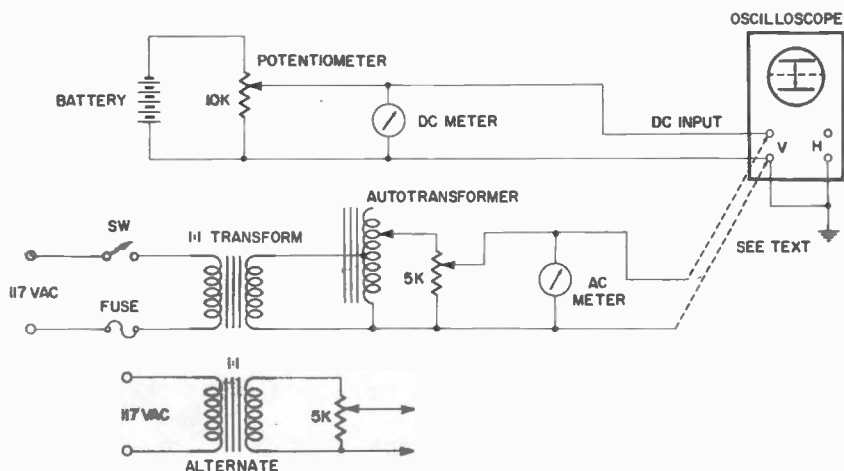 OSCILLOSCOPE
POTENTIOMETER
BATTERY
10K
DC METER
DC INPUT
V
H
AUTOTRANSFORMER
SW
1:1 TRANSFORM
SEE TEXT
117 VAC
FUSE
5K
AC
METER
1:1
117 VAC
5K
ALTERNATE